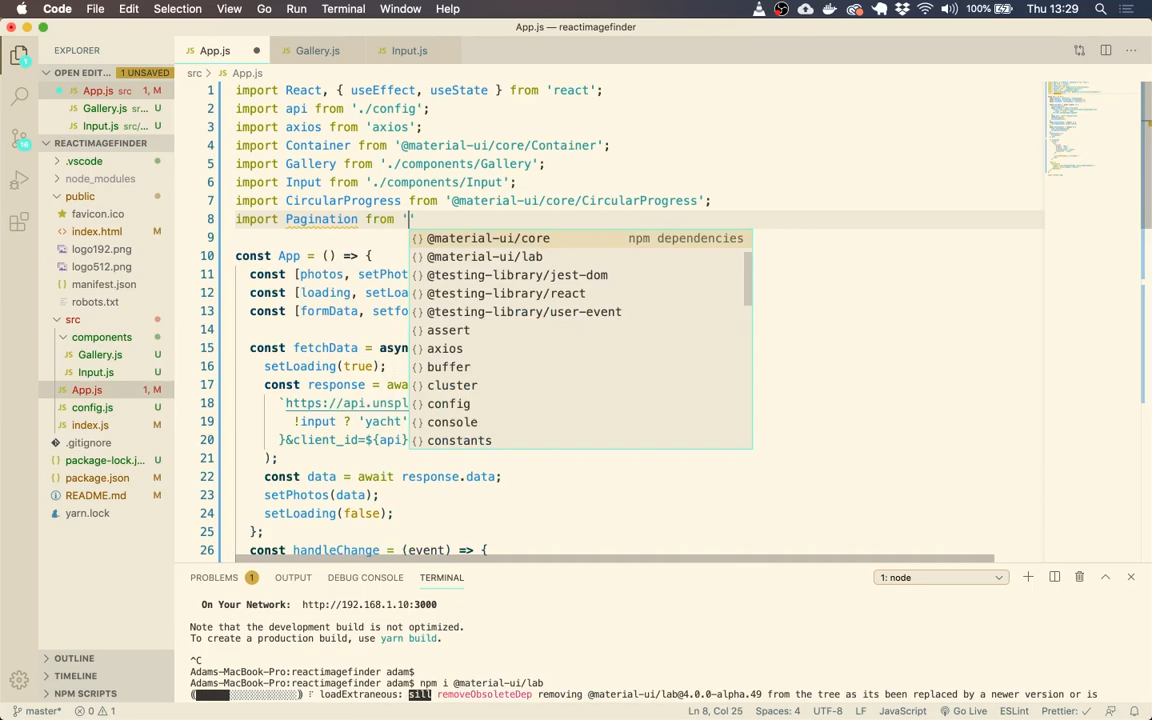 Code File Edit Selection View Go Run Terminal Window Help 100% Thu 13:29
App.js — reactimagefinder
EXPLORER
App.js Gallery.js Input.js
OPEN EDIT... 1 UNSAVED
App.js src 1, M
Gallery.js sr... U
Input.js src/... U
REACTIMAGEFINDER
.vscode
node_modules
public
favicon.ico
index.html M
logo192.png
logo512.png
manifest.json
robots.txt
src
components
Gallery.js U
Input.js U
App.js 1, M
config.js U
index.js M
.gitignore
package-lock.j... U
package.json M
README.md M
yarn.lock
OUTLINE
TIMELINE
NPM SCRIPTS
src > App.js
1 import React, { useEffect, useState } from 'react';
2 import api from './config';
3 import axios from 'axios';
4 import Container from '@material-ui/core/Container';
5 import Gallery from './components/Gallery';
6 import Input from './components/Input';
7 import CircularProgress from '@material-ui/core/CircularProgress';
8 import Pagination from ''
9
10 const App = () => {
11 const [photos, setPhot
12 const [loading, setLoa
13 const [formData, setfo
14
15 const fetchData = asyn
16 setLoading(true);
17 const response = awa
18 `https://api.unspl
19 !input ? 'yacht'
20 }&client_id=${api}
21 );
22 const data = await response.data;
23 setPhotos(data);
24 setLoading(false);
25 };
26 const handleChange = (event) => {
{} @material-ui/core npm dependencies
{} @material-ui/lab
{} @testing-library/jest-dom
{} @testing-library/react
{} @testing-library/user-event
{} assert
{} axios
{} buffer
{} cluster
{} config
{} console
{} constants
PROBLEMS 1 OUTPUT DEBUG CONSOLE TERMINAL 1: node
On Your Network: http://192.168.1.10:3000
Note that the development build is not optimized.
To create a production build, use yarn build.
^C
Adams-MacBook-Pro:reactimagefinder adam$
Adams-MacBook-Pro:reactimagefinder adam$ npm i @material-ui/lab
loadExtraneous: sill removeObsoleteDep removing @material-ui/lab@4.0.0-alpha.49 from the tree as its been replaced by a newer version or is
master* 0 1 Ln 8, Col 25 Spaces: 4 UTF-8 LF JavaScript Go Live ESLint Prettier: ✓